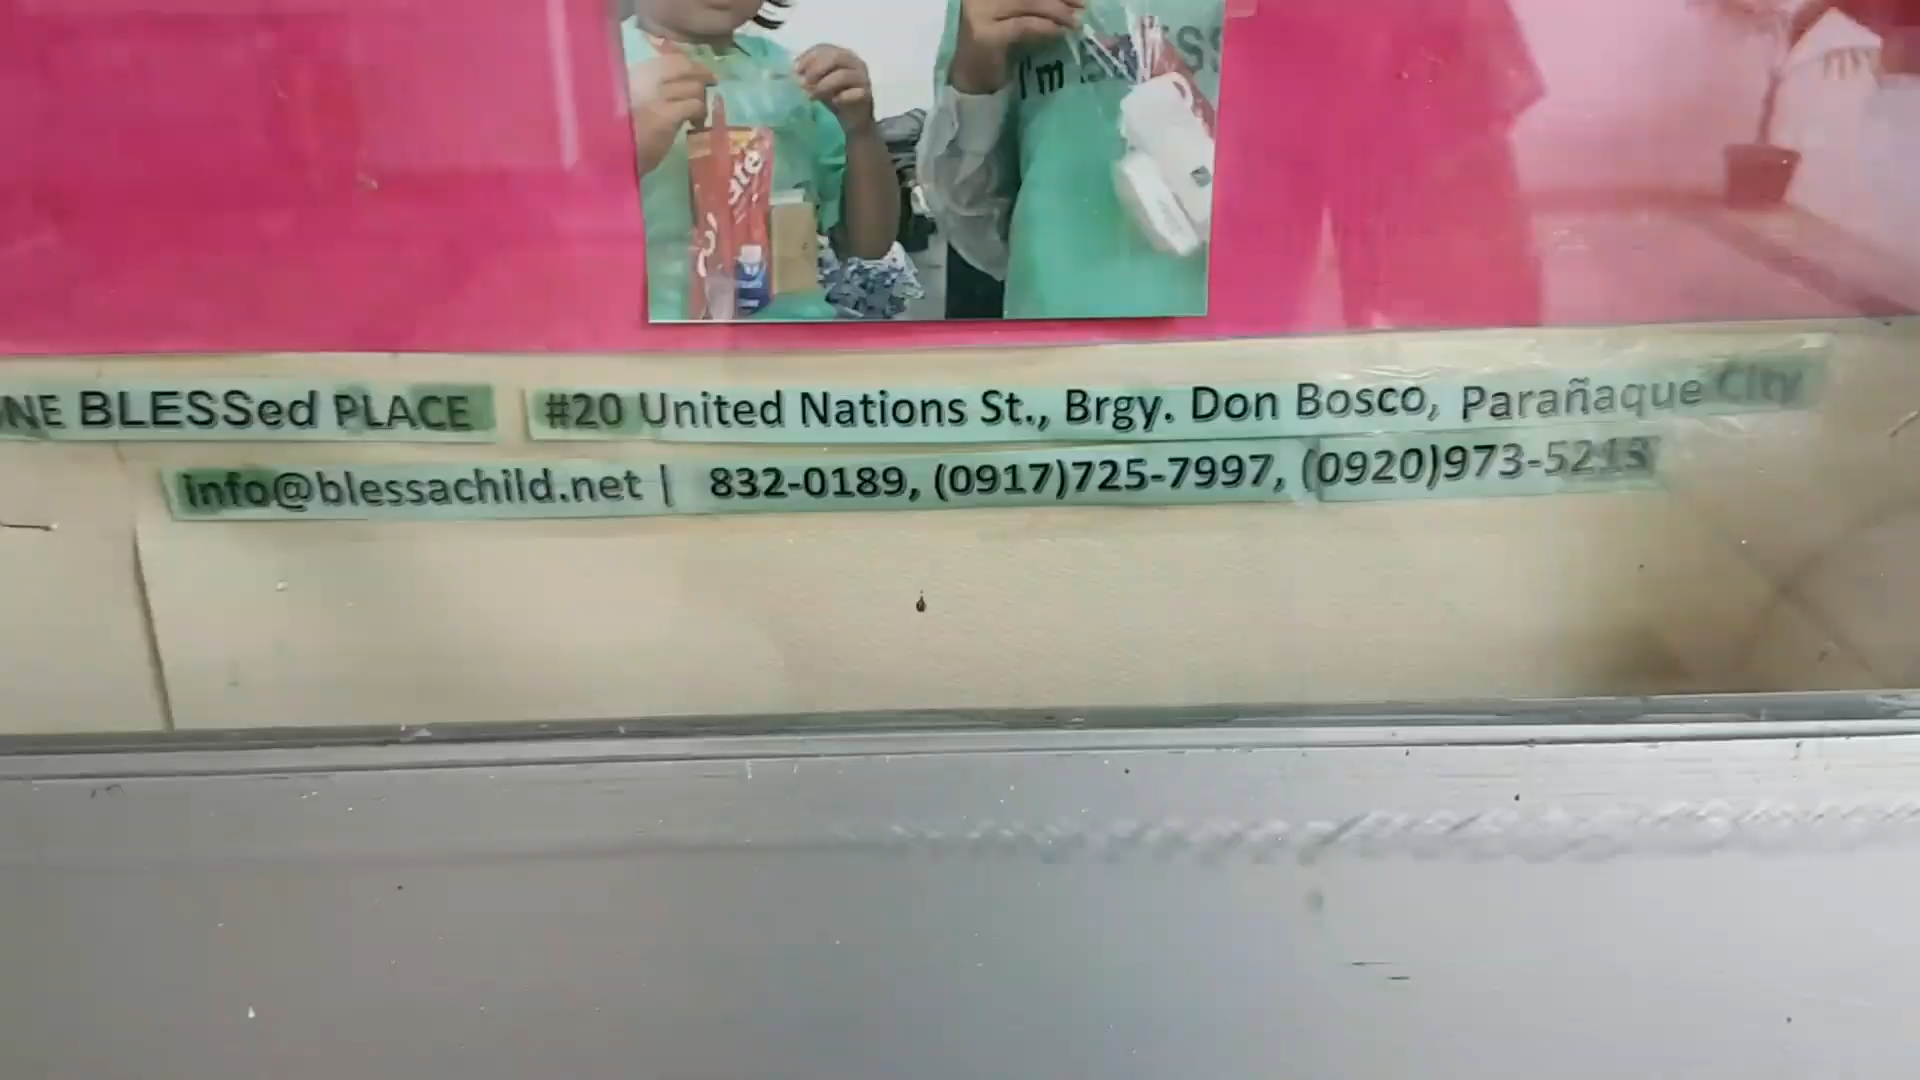 I'm
NE BLESSed PLACE #20 United Nations St., Brgy. Don Bosco, Parañaque City
info@blessachild.net | 832-0189, (0917)725-7997, (0920)973-5213